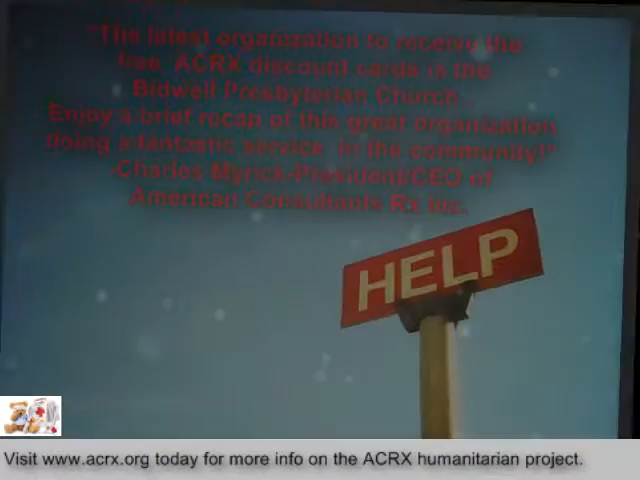 "The latest organization to receive the
free ACRX discount cards is the
Bidwell Presbyterian Church.
Enjoy a brief recap of this great organization
doing a fantastic service in the community!"
-Charles Myrick-President/CEO of
American Consultants Rx Inc.
HELP
Visit www.acrx.org today for more info on the ACRX humanitarian project.